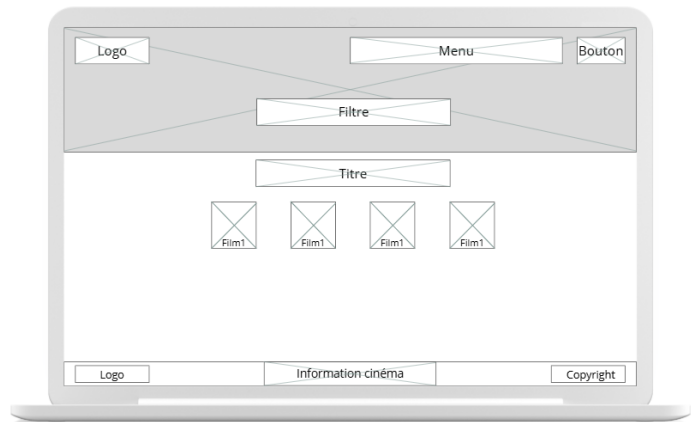 Logo
Menu
Bouton
Filtre
Titre
Film1
Film1
Film1
Film1
Logo
Information cinéma
Copyright